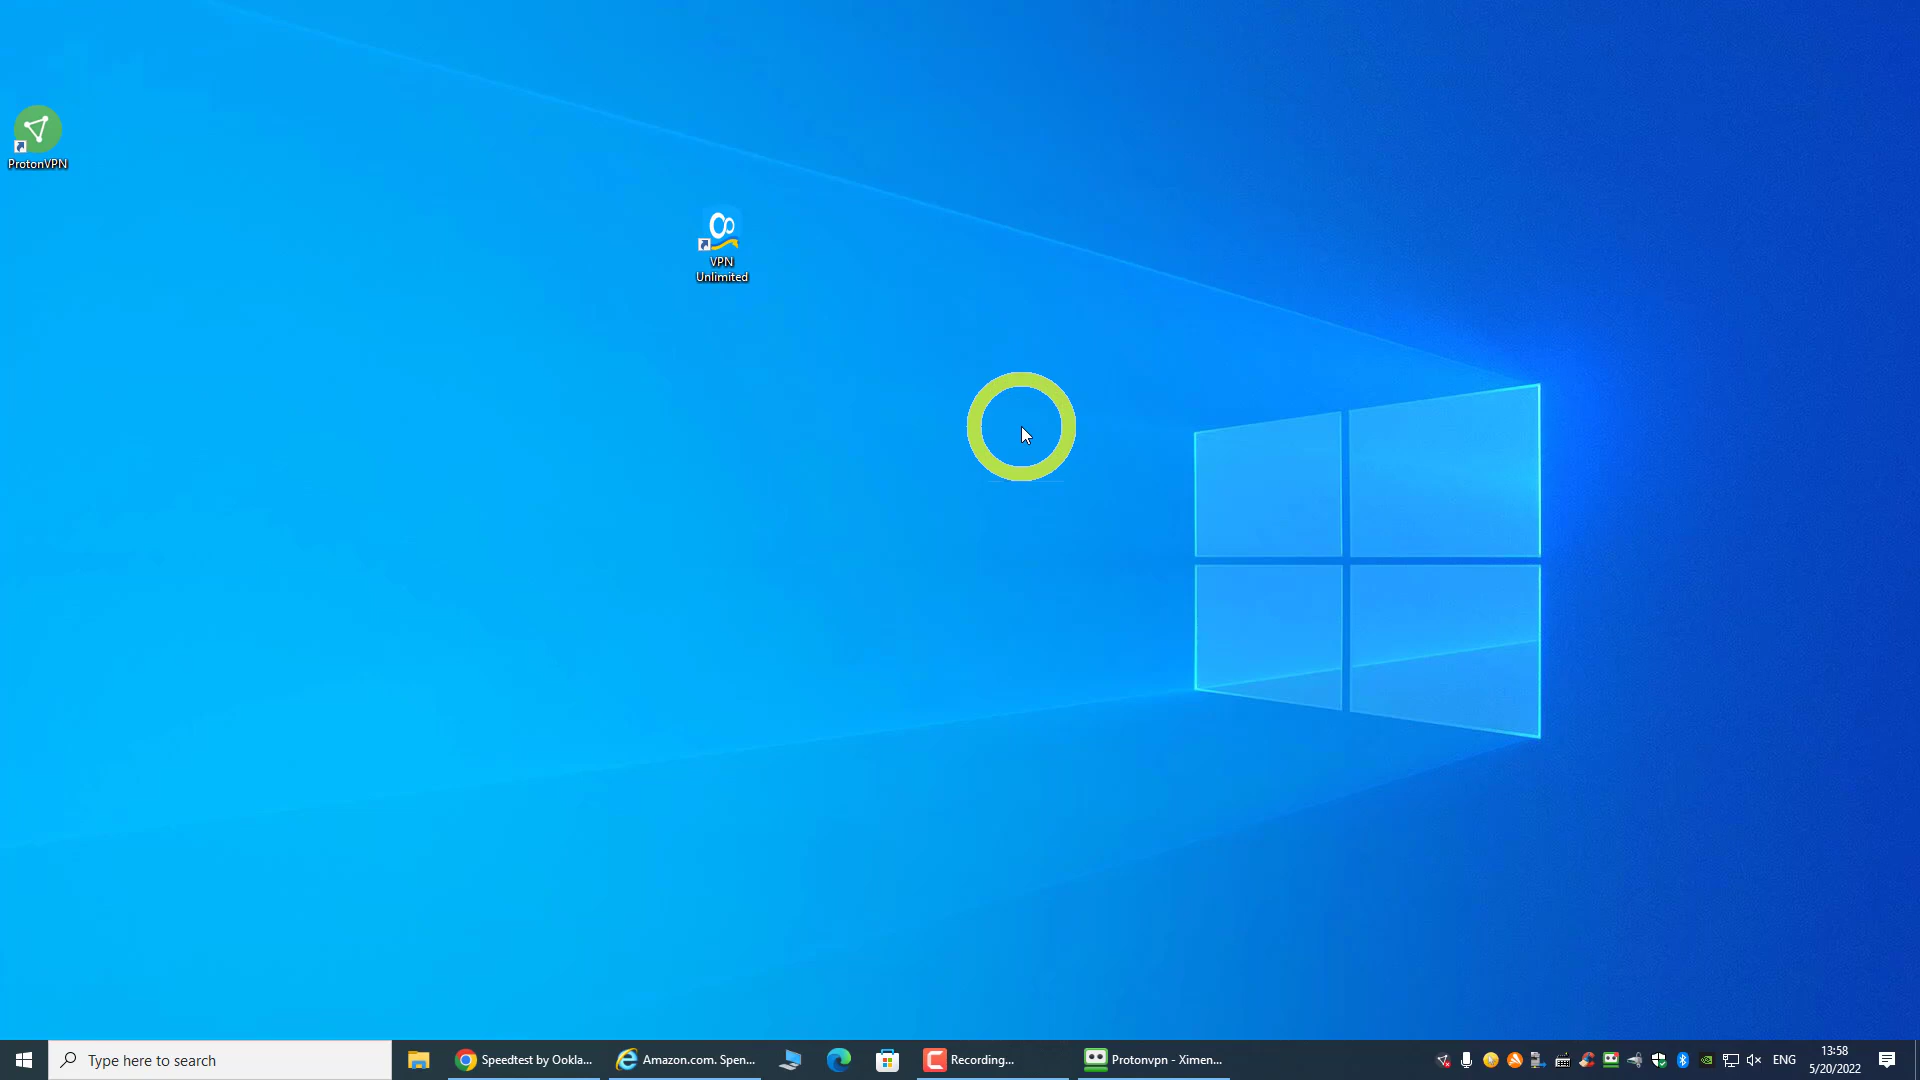 ProtonVPN
VPN
Unlimited
Type here to search
Speedtest by Ookla...
Amazon.com. Spen...
Recording...
Protonvpn - Ximen...
ENG
13:58
5/20/2022